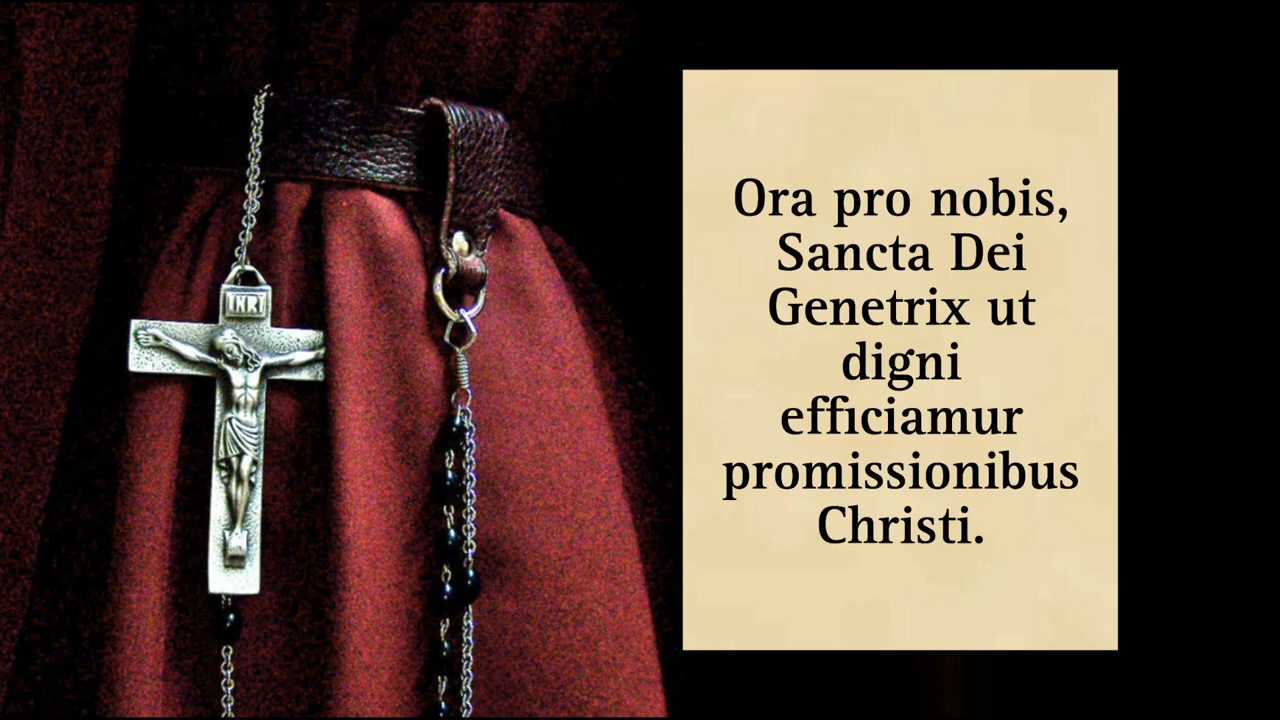 INRI
Ora pro nobis,
Sancta Dei
Genetrix ut
digni
efficiamur
promissionibus
Christi.